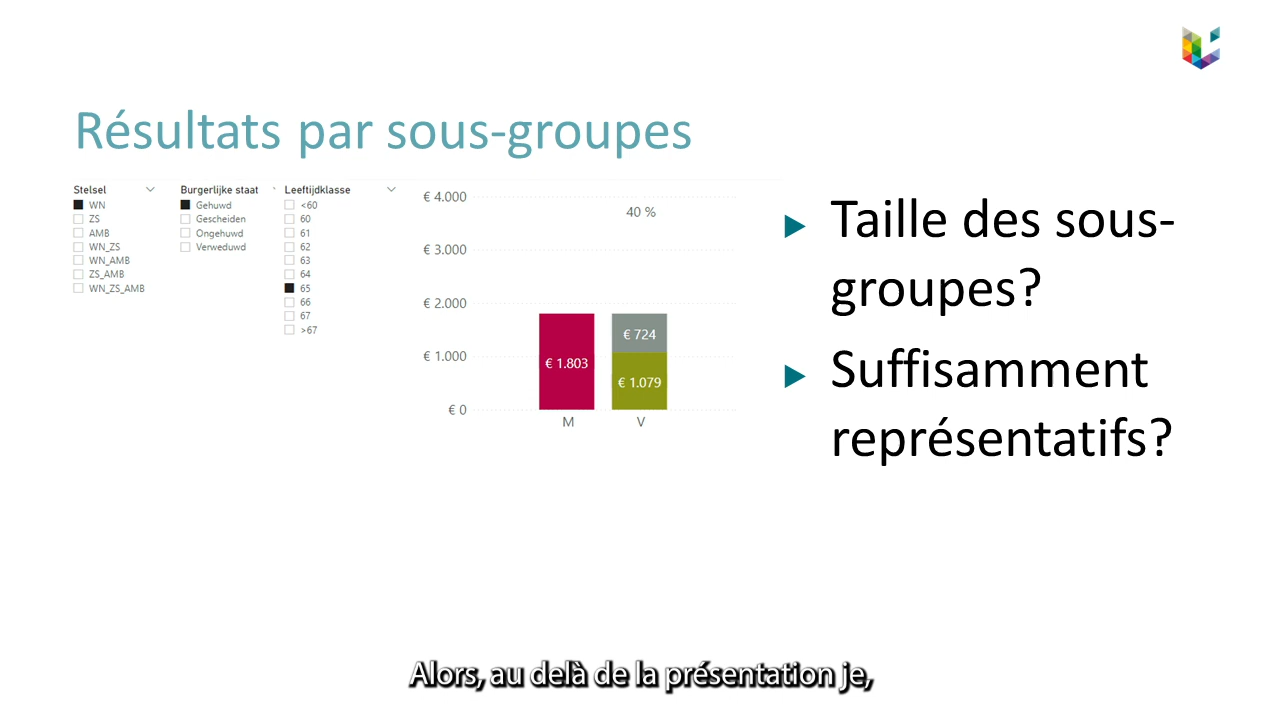 Résultats par sous-groupes
Stelsel
WN
ZS
AMB
WN_ZS
WN_AMB
ZS_AMB
WN_ZS_AMB
Burgerlijke staat
Gehuwd
Gescheiden
Ongehuwd
Verweduwd
Leeftijdklasse
<60
60
61
62
63
64
65
66
67
>67
€ 4.000
€ 3.000
€ 2.000
€ 1.000
€ 0
40 %
€ 1.803
€ 724
€ 1.079
M
V
Taille des sous-
groupes?
Suffisamment
représentatifs?
Alors, au delà de la présentation je,